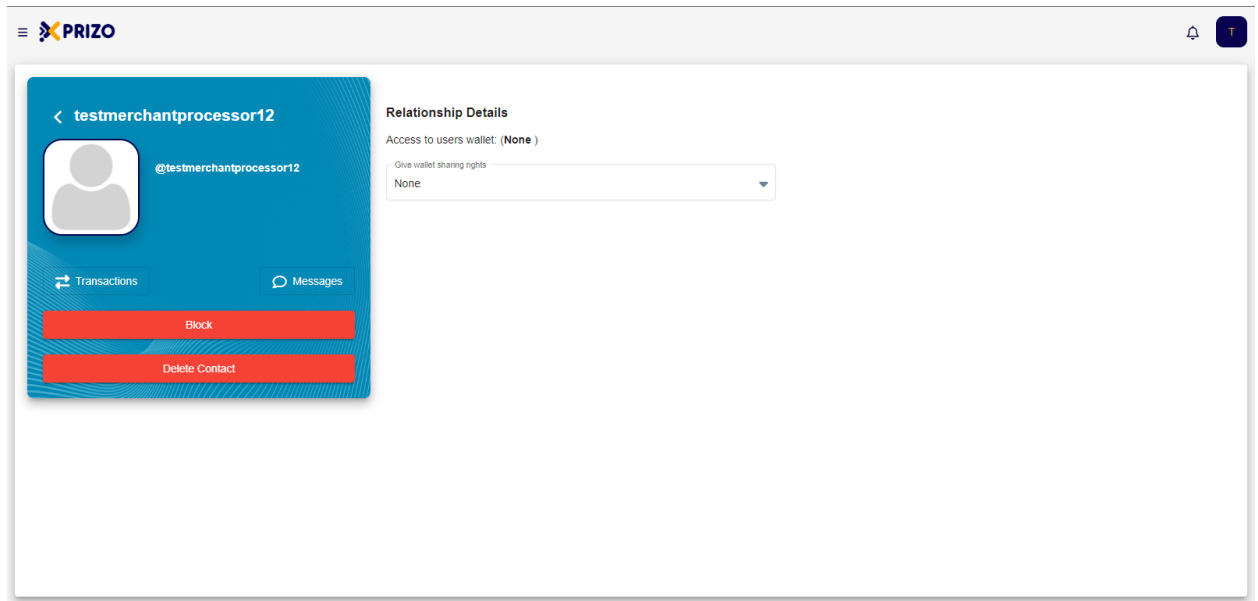 XPRIZO
T
testmerchantprocessor12
@testmerchantprocessor12
Transactions
Messages
Block
Delete Contact
Relationship Details
Access to users wallet: (None )
Give wallet sharing rights
None